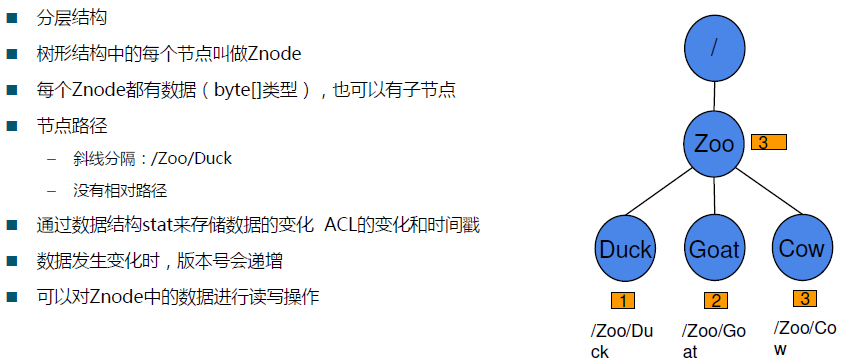 分层结构
树形结构中的每个节点叫做Znode
每个Znode都有数据（byte[]类型），也可以有子节点
节点路径
– 斜线分隔：/Zoo/Duck
– 没有相对路径
通过数据结构stat来存储数据的变化 ACL的变化和时间戳
数据发生变化时，版本号会递增
可以对Znode中的数据进行读写操作
/
Zoo
3
Duck
Goat
Cow
1
2
3
/Zoo/Du
ck
/Zoo/Go
at
/Zoo/Co
w